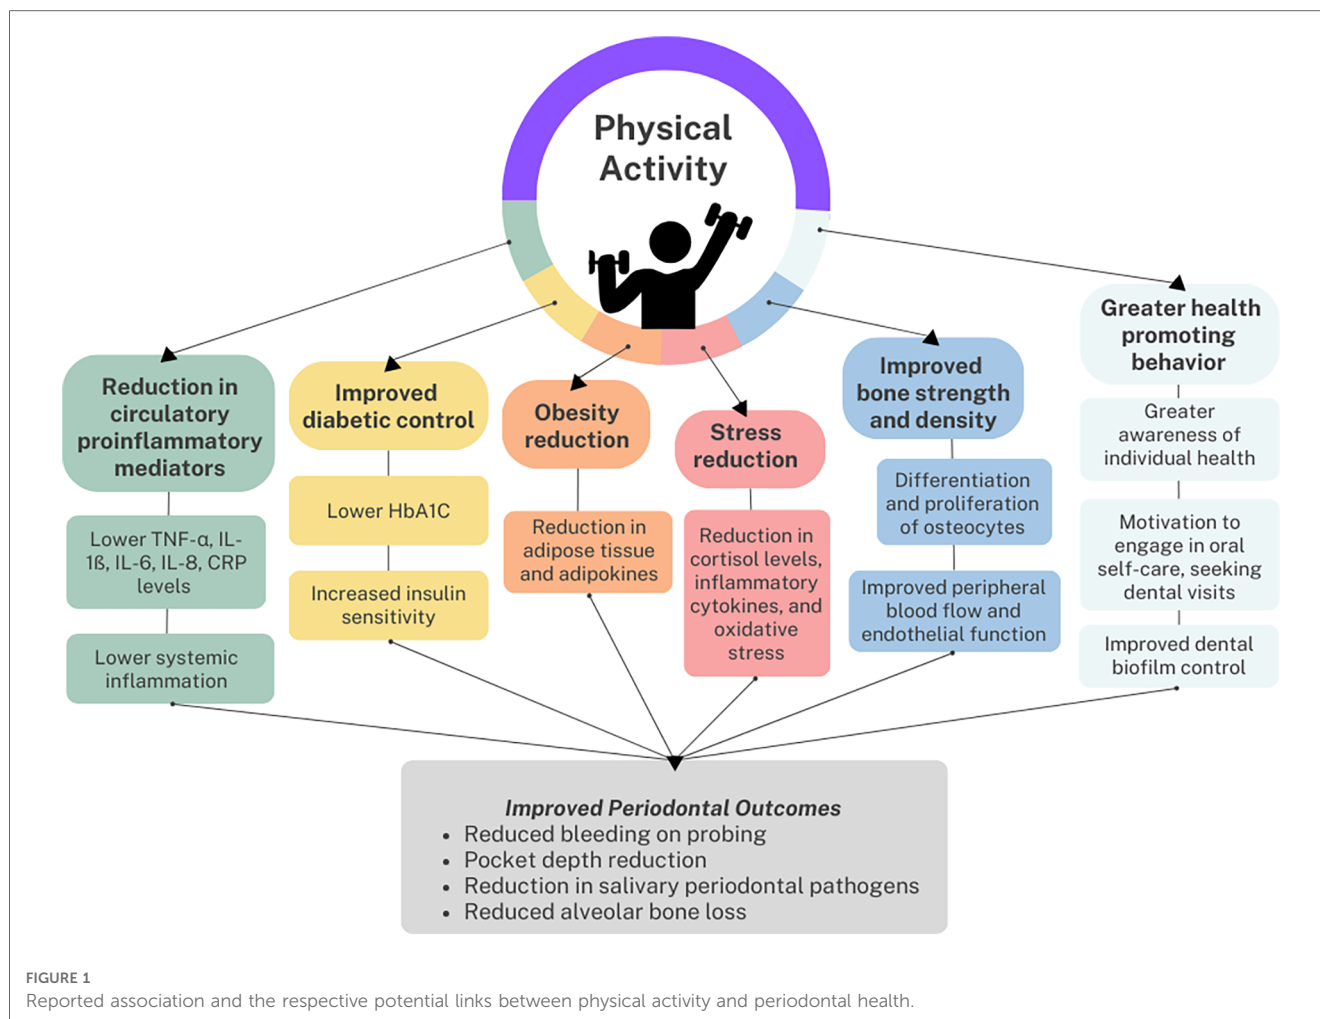 Physical
Activity
Reduction in
circulatory
proinflammatory
mediators
Lower TNF-α, IL-
1ß, IL-6, IL-8, CRP
levels
Lower systemic
inflammation
Improved
diabetic control
Lower HbA1C
Increased insulin
sensitivity
Obesity
reduction
Reduction in
adipose tissue
and adipokines
Stress
reduction
Reduction in
cortisol levels,
inflammatory
cytokines, and
oxidative
stress
Improved
bone strength
and density
Differentiation
and proliferation
of osteocytes
Improved peripheral
blood flow and
endothelial function
Greater health
promoting
behavior
Greater
awareness of
individual health
Motivation to
engage in oral
self-care, seeking
dental visits
Improved dental
biofilm control
Improved Periodontal Outcomes
• Reduced bleeding on probing
• Pocket depth reduction
• Reduction in salivary periodontal pathogens
• Reduced alveolar bone loss
FIGURE 1
Reported association and the respective potential links between physical activity and periodontal health.